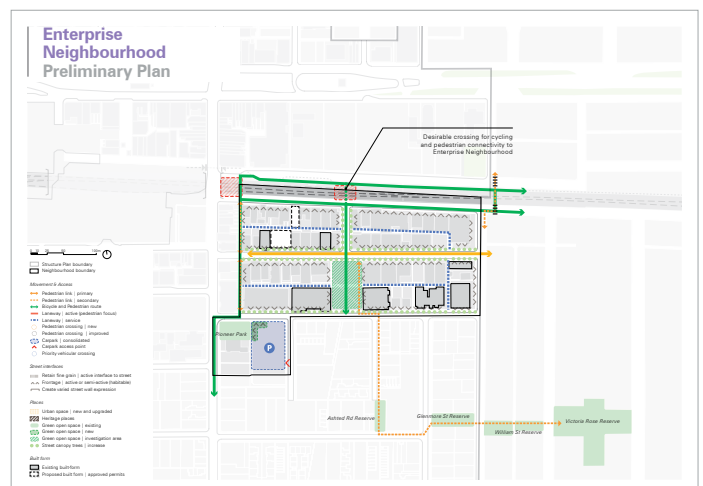 Enterprise
Neighbourhood
Preliminary Plan
Desirable crossing for cycling
and pedestrian connectivity to
Enterprise Neighbourhood
Structure Plan boundary
Neighbourhood boundary
Movement & Access
Pedestrian link | primary
Pedestrian link | secondary
Bicycle and Pedestrian route
Laneway | active (pedestrian focus)
Laneway | service
Pedestrian crossing | new
Pedestrian crossing | improved
Carpark | consolidated
Carpark access point
Priority vehicular crossing
Street interfaces
Retain fine grain | active interface to street
Frontage | active or semi-active (habitable)
Create varied street wall expression
Places
Urban space | new and upgraded
Heritage places
Green open space | existing
Green open space | new
Green open space | investigation area
Street canopy trees | increase
Built form
Existing built-form
Proposed built form | approved permits
Pioneer Park
P
Ashted Rd Reserve
Glenmore St Reserve
William St Reserve
Victoria Rose Reserve